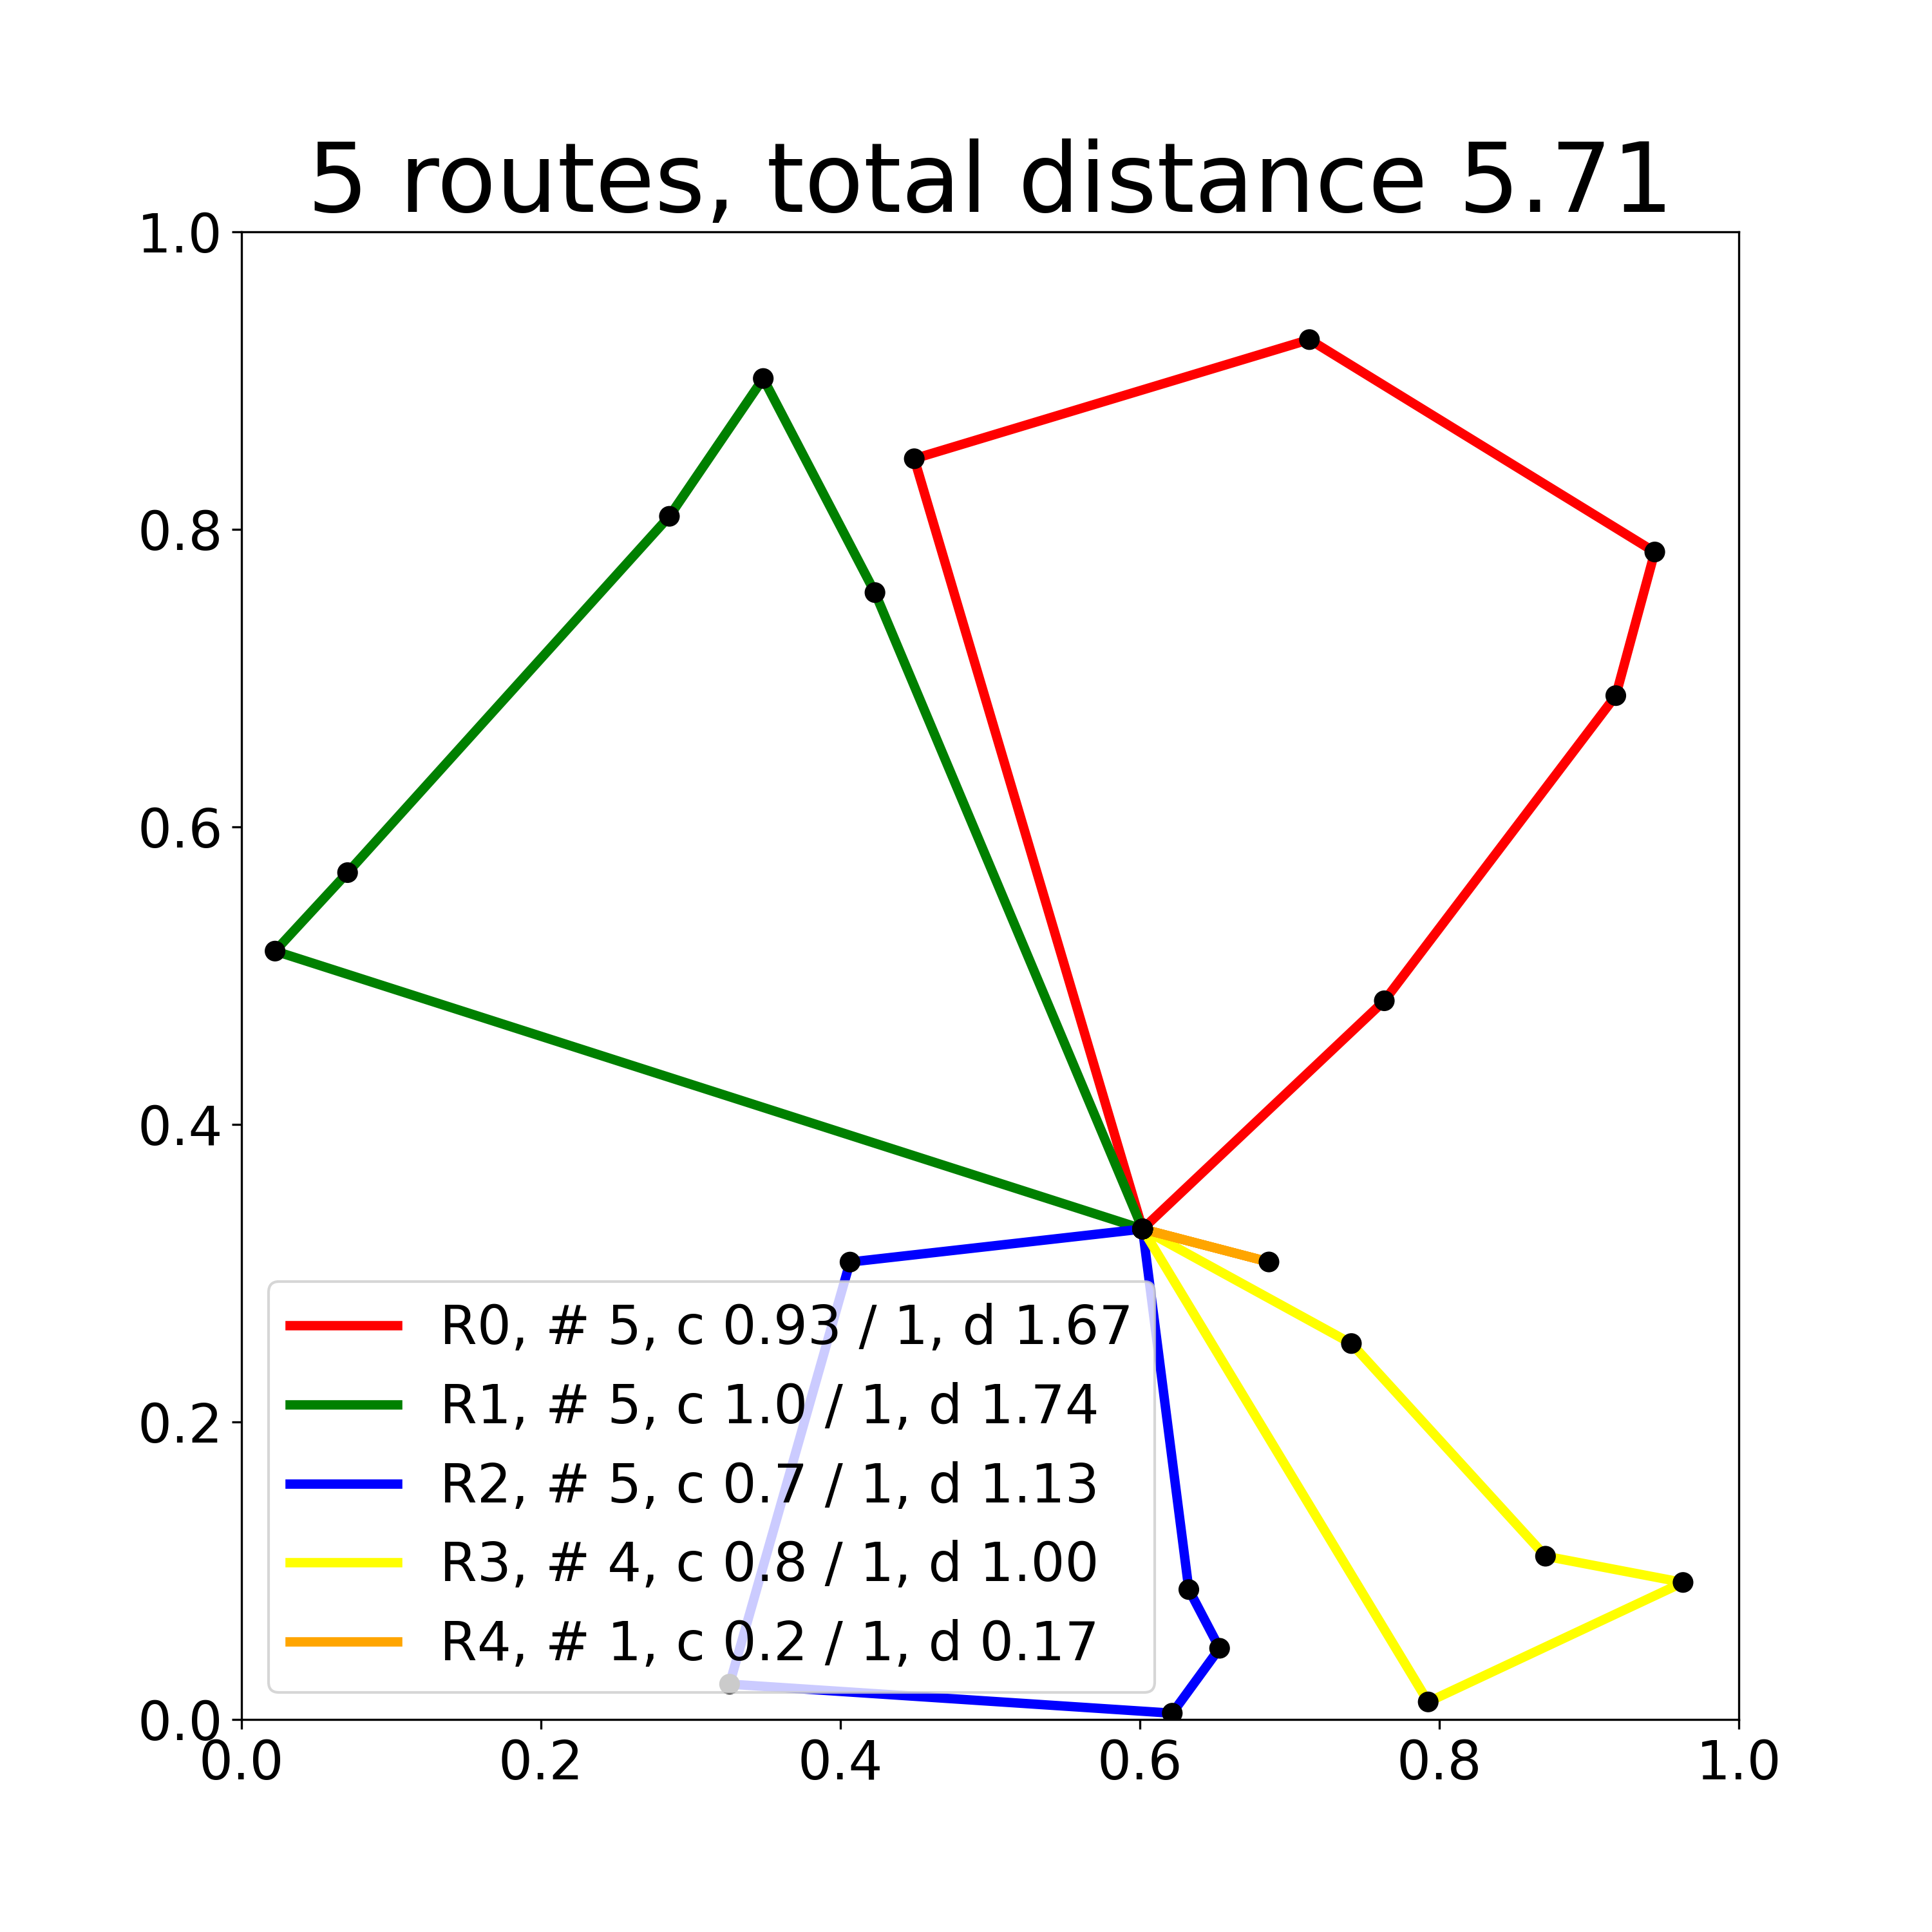 5 routes, total distance 5.71
1.0
0.8
0.6
0.4
0.2
0.0
R0, # 5, c 0.93 / 1, d 1.67
R1, # 5, c 1.0 / 1, d 1.74
R2, # 5, c 0.7 / 1, d 1.13
R3, # 4, c 0.8 / 1, d 1.00
R4, # 1, c 0.2 / 1, d 0.17
0.0 0.2 0.4 0.6 0.8 1.0